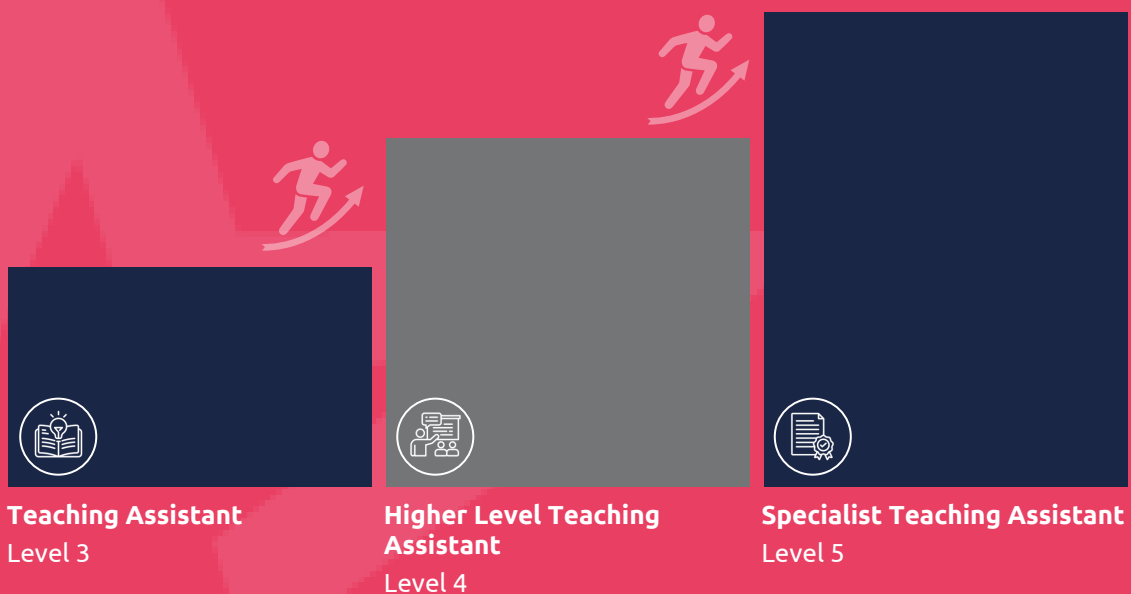 Teaching Assistant
Level 3
Higher Level Teaching
Assistant
Level 4
Specialist Teaching Assistant
Level 5